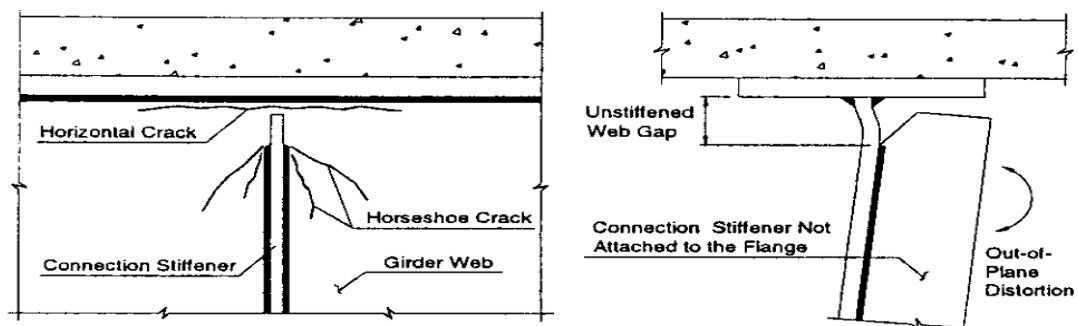 Horizontal Crack
Horseshoe Crack
Connection Stiffener
Girder Web
Unstiffened
Web Gap
Connection Stiffener Not
Attached to the Flange
Out-of-
Plane
Distortion